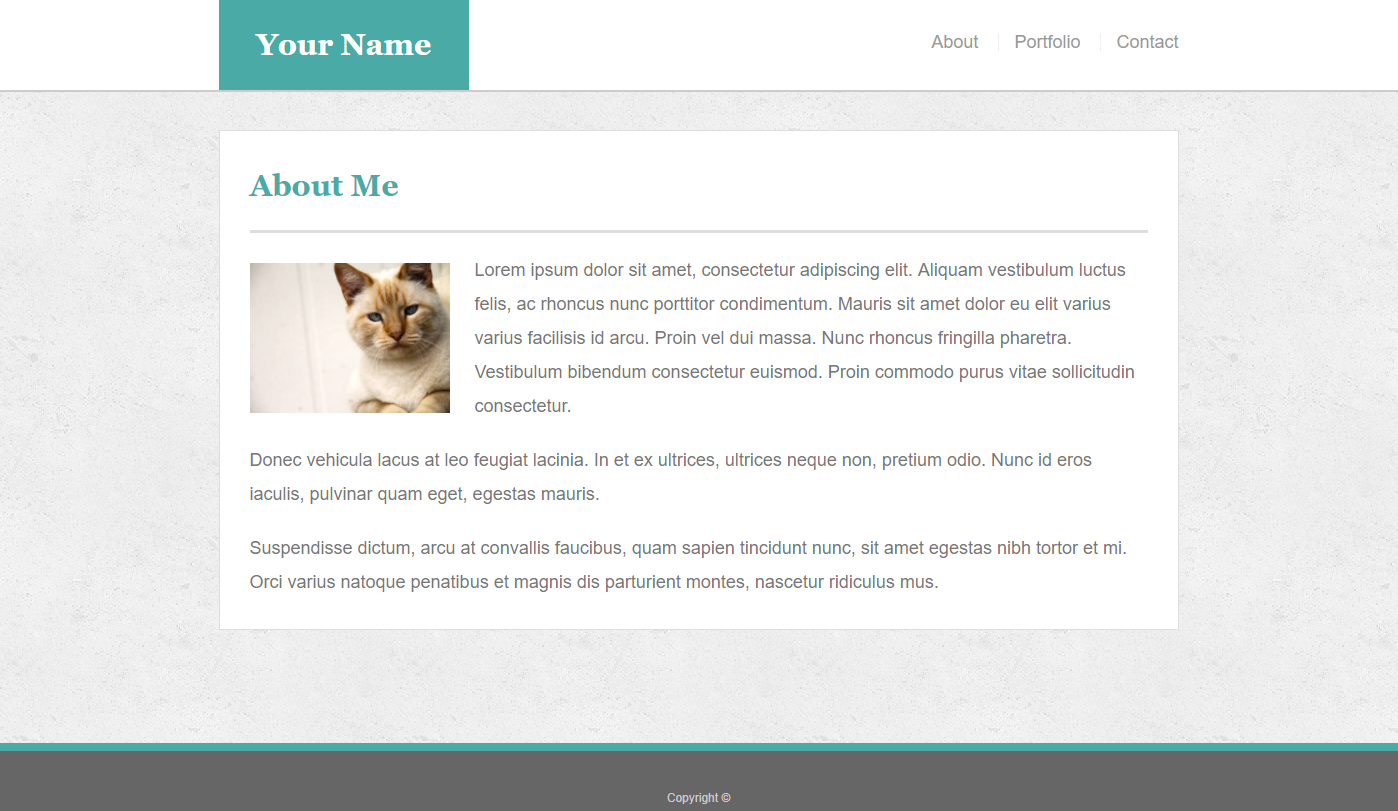 Your Name
About
Portfolio
Contact
About Me
Lorem ipsum dolor sit amet, consectetur adipiscing elit. Aliquam vestibulum luctus
felis, ac rhoncus nunc porttitor condimentum. Mauris sit amet dolor eu elit varius
varius facilisis id arcu. Proin vel dui massa. Nunc rhoncus fringilla pharetra.
Vestibulum bibendum consectetur euismod. Proin commodo purus vitae sollicitudin
consectetur.
Donec vehicula lacus at leo feugiat lacinia. In et ex ultrices, ultrices neque non, pretium odio. Nunc id eros
iaculis, pulvinar quam eget, egestas mauris.
Suspendisse dictum, arcu at convallis faucibus, quam sapien tincidunt nunc, sit amet egestas nibh tortor et mi.
Orci varius natoque penatibus et magnis dis parturient montes, nascetur ridiculus mus.
Copyright ©